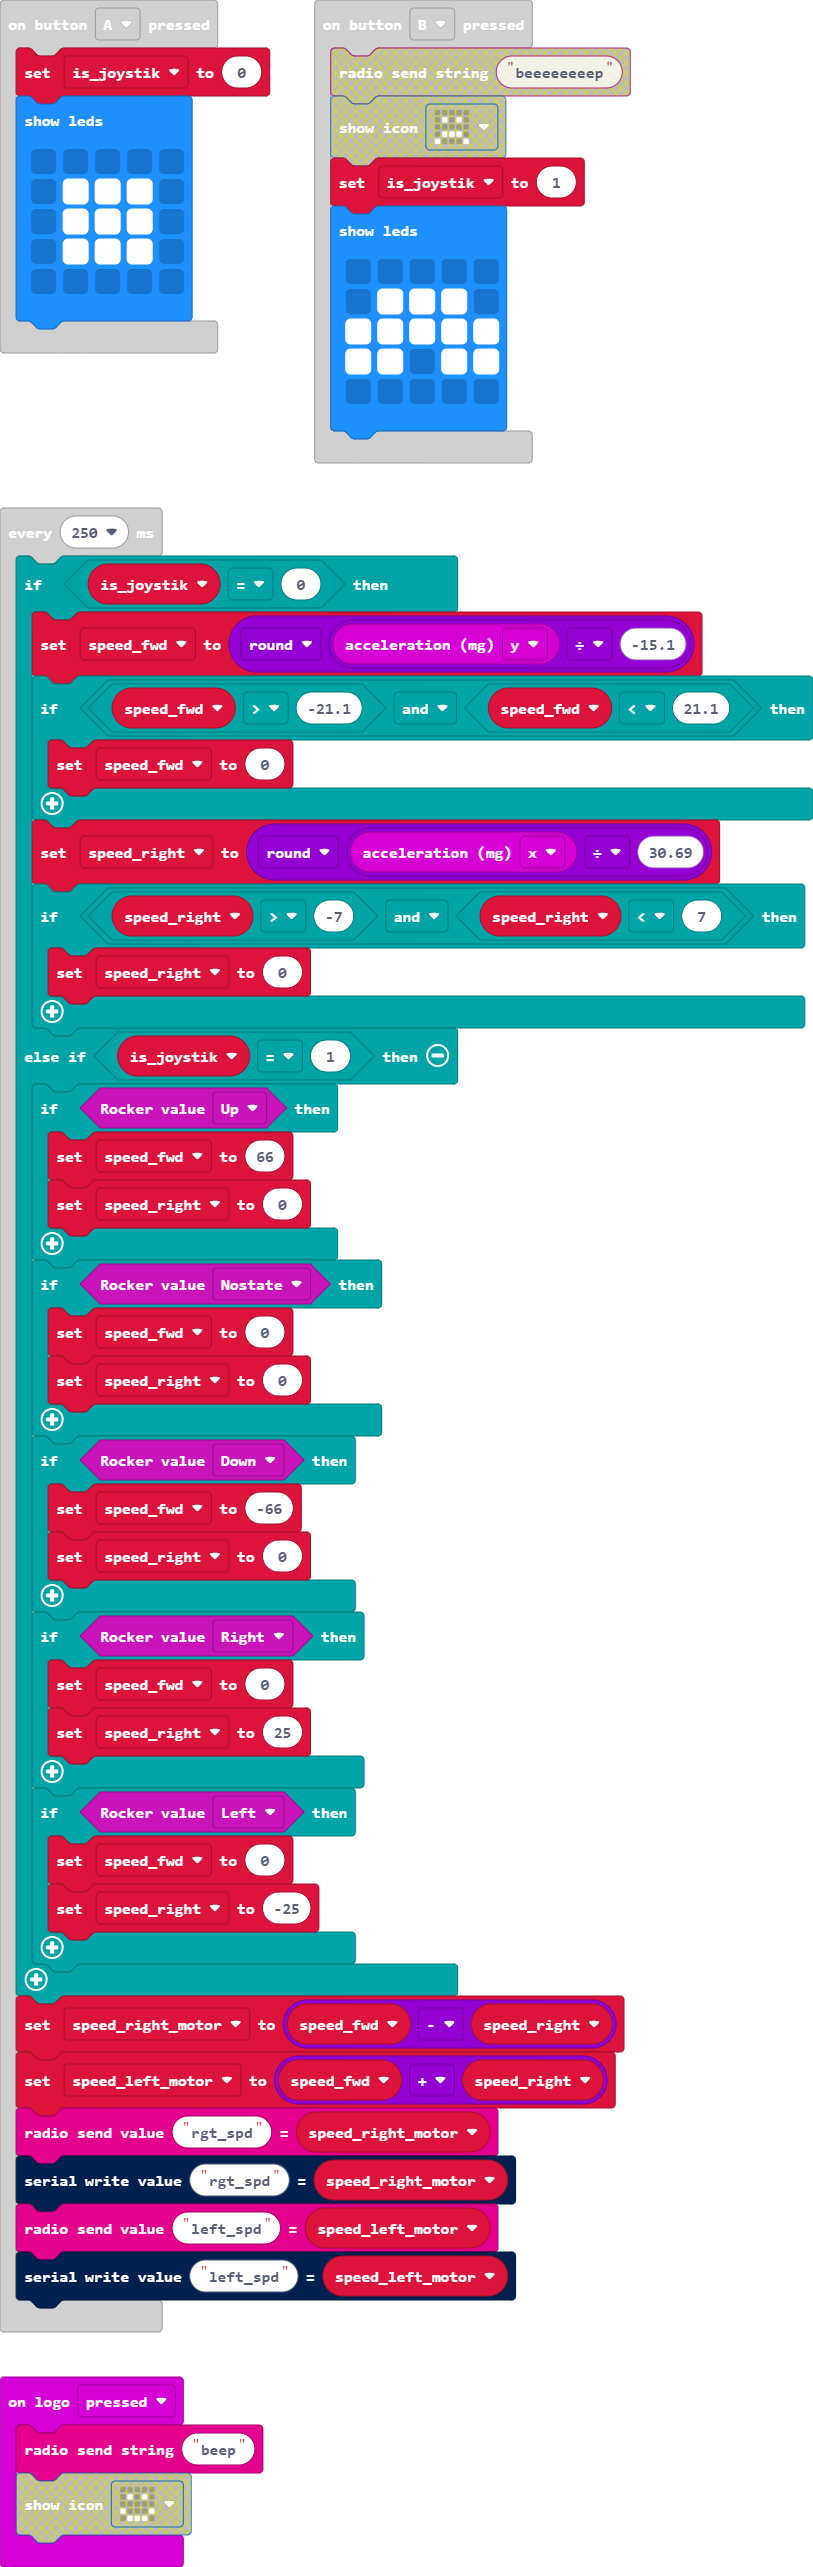 on button A pressed
set is_joystik to 0
show leds
on button B pressed
radio send string "beeeeeeeep"
show icon
set is_joystik to 1
show leds
every 250 ms
if is_joystik = 0 then
set speed_fwd to round acceleration (mg) y ÷ -15.1
if speed_fwd > -21.1 and speed_fwd < 21.1 then
set speed_fwd to 0
set speed_right to round acceleration (mg) x ÷ 30.69
if speed_right > -7 and speed_right < 7 then
set speed_right to 0
else if is_joystik = 1 then
if Rocker value Up then
set speed_fwd to 66
set speed_right to 0
if Rocker value Nostate then
set speed_fwd to 0
set speed_right to 0
if Rocker value Down then
set speed_fwd to -66
set speed_right to 0
if Rocker value Right then
set speed_fwd to 0
set speed_right to 25
if Rocker value Left then
set speed_fwd to 0
set speed_right to -25
set speed_right_motor to speed_fwd - speed_right
set speed_left_motor to speed_fwd + speed_right
radio send value "rgt_spd" = speed_right_motor
serial write value "rgt_spd" = speed_right_motor
radio send value "left_spd" = speed_left_motor
serial write value "left_spd" = speed_left_motor
on logo pressed
radio send string "beep"
show icon